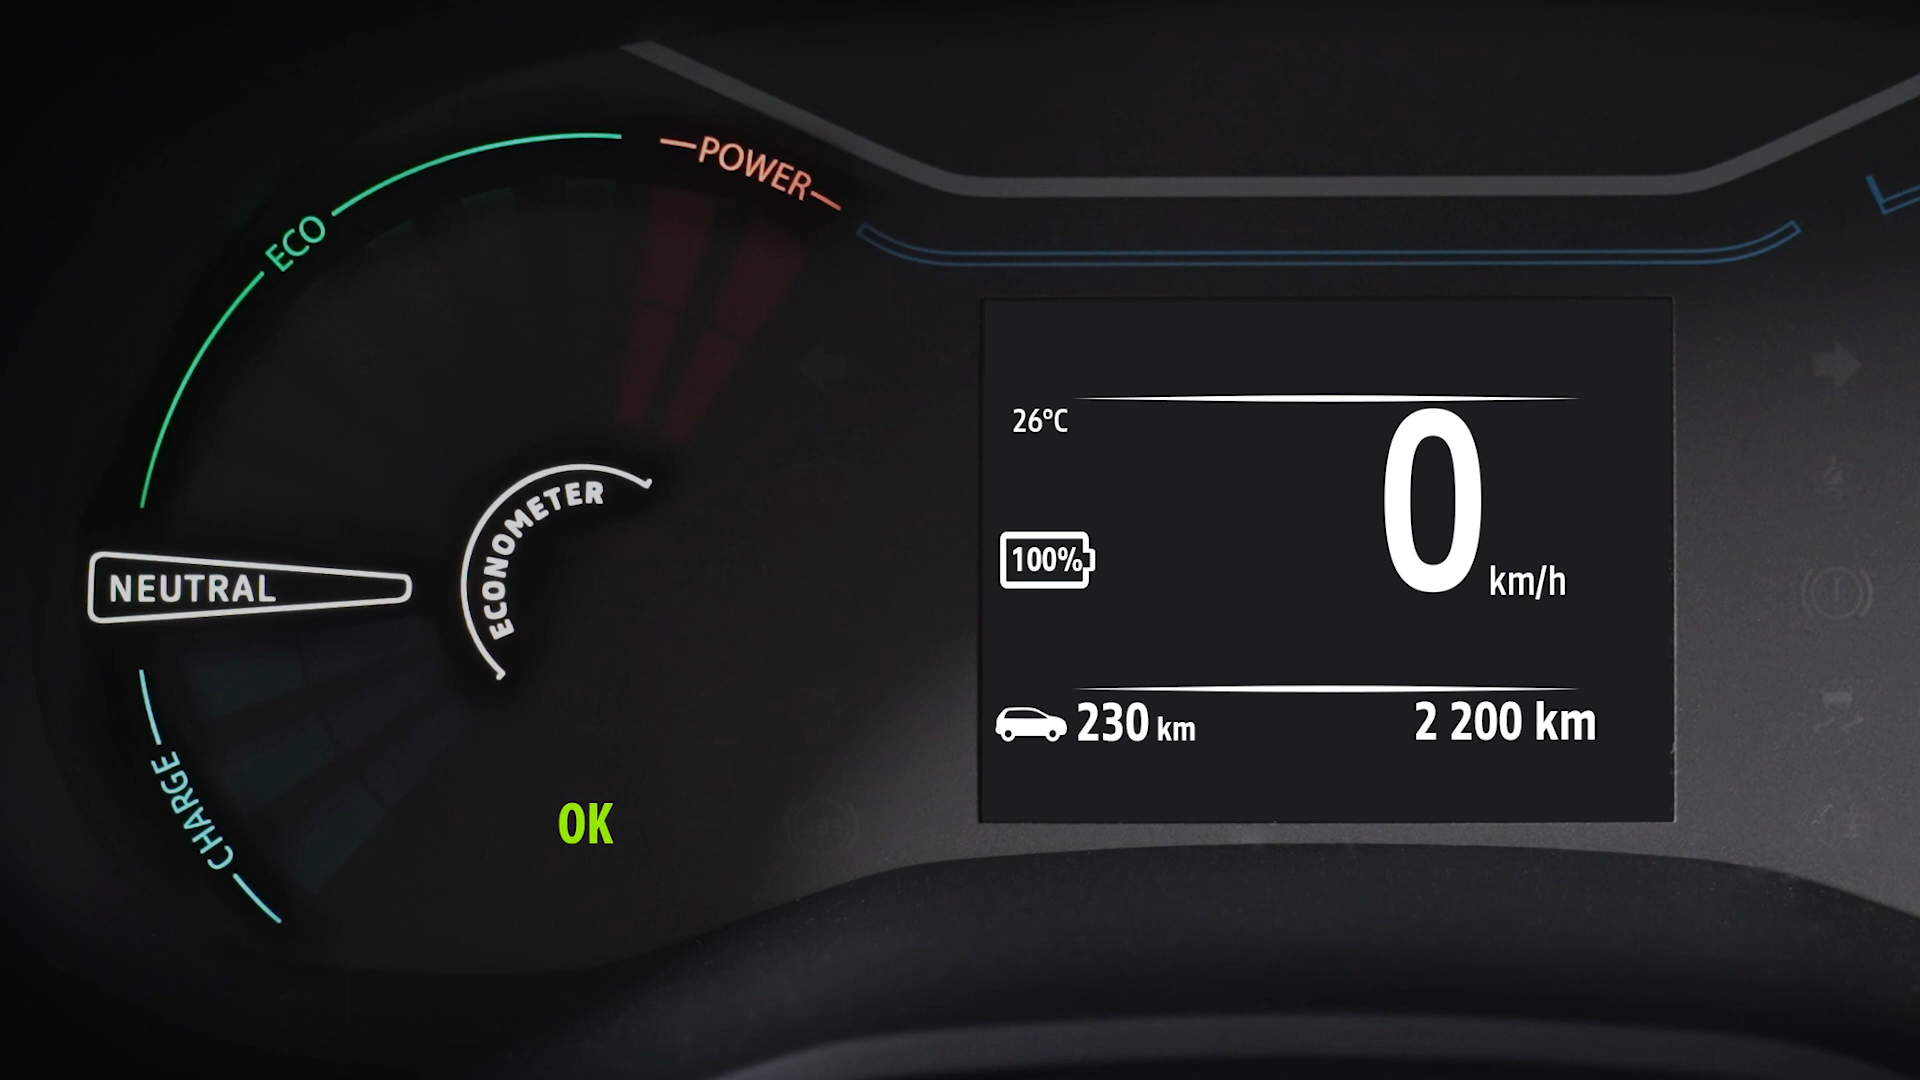 POWER
ECO
NEUTRAL
ECONOMETER
CHARGE
OK
26°C
0 km/h
100%
230 km
2 200 km